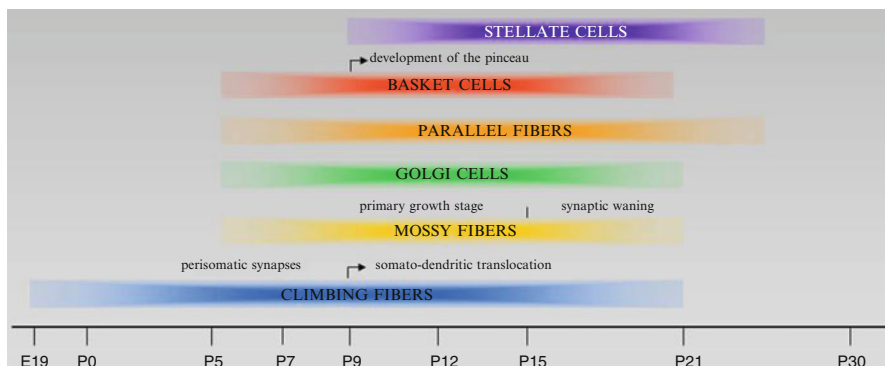 STELLATE CELLS
development of the pinceau
BASKET CELLS
PARALLEL FIBERS
GOLGI CELLS
primary growth stage synaptic waning
MOSSY FIBERS
perisomatic synapses somato-dendritic translocation
CLIMBING FIBERS
E19 P0 P5 P7 P9 P12 P15 P21 P30